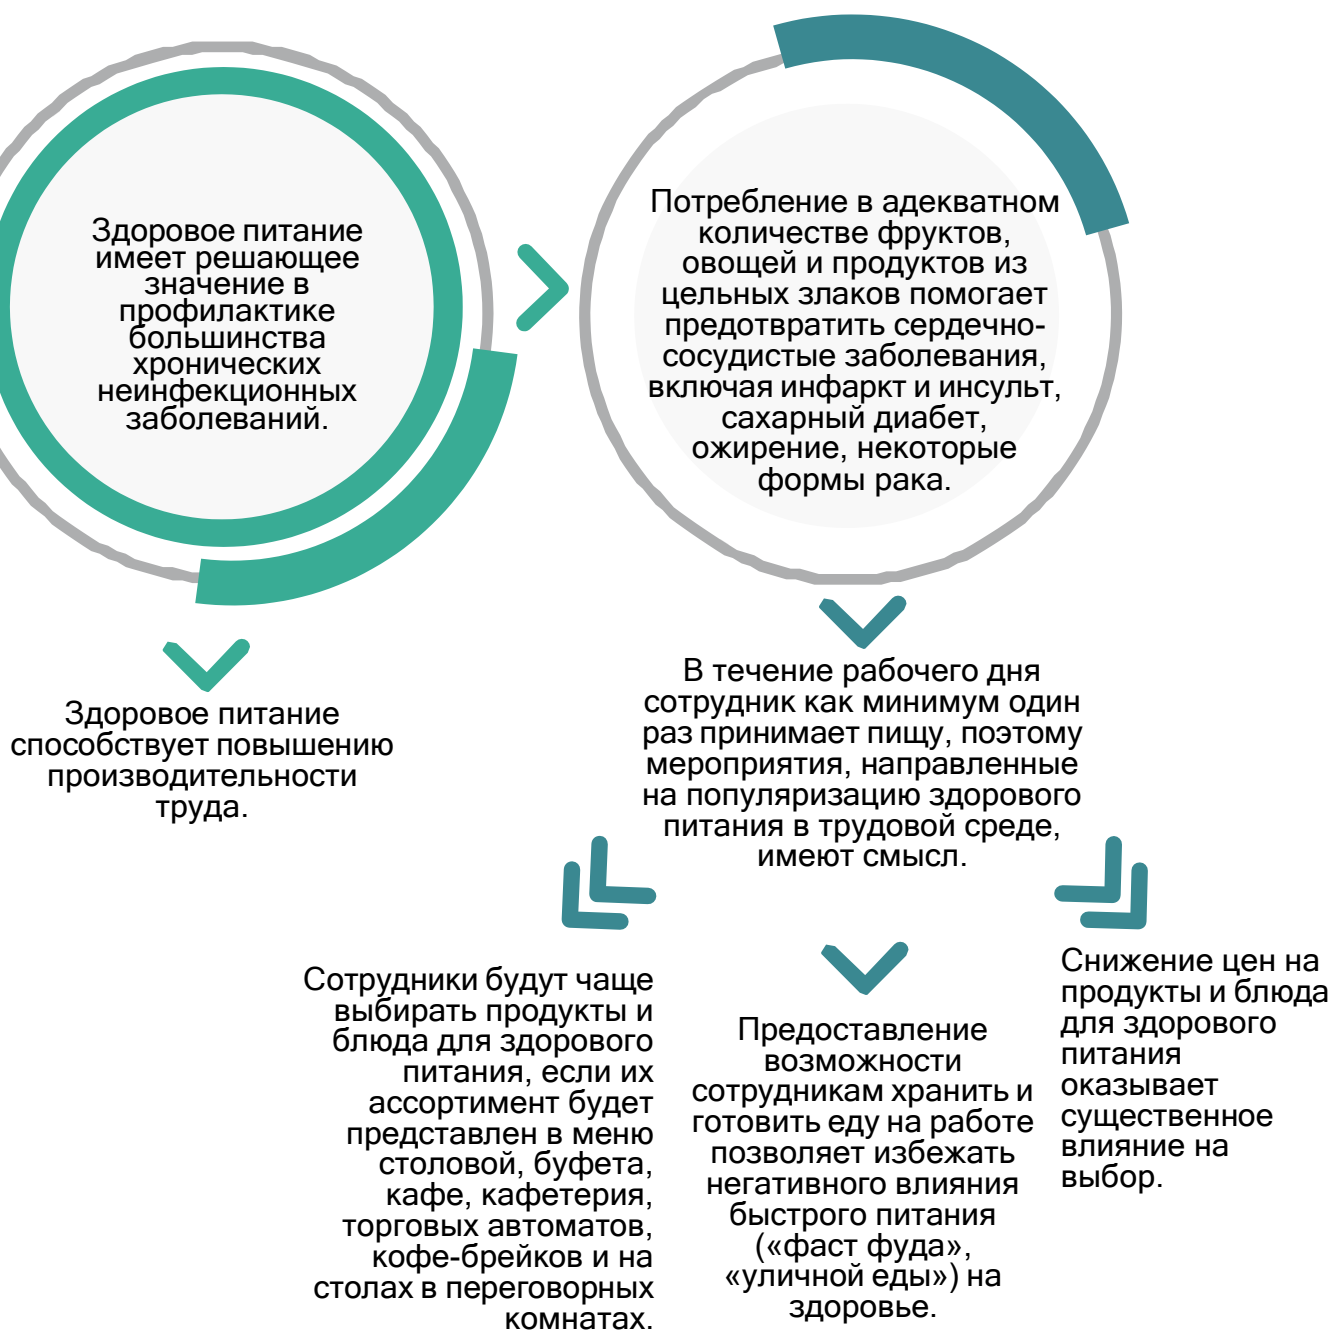 Здоровое питание
имеет решающее
значение в
профилактике
большинства
хронических
неинфекционных
заболеваний.
Потребление в адекватном
количестве фруктов,
овощей и продуктов из
цельных злаков помогает
предотвратить сердечно-
сосудистые заболевания,
включая инфаркт и инсульт,
сахарный диабет,
ожирение, некоторые
формы рака.
Здоровое питание
способствует повышению
производительности
труда.
В течение рабочего дня
сотрудник как минимум один
раз принимает пищу, поэтому
мероприятия, направленные
на популяризацию здорового
питания в трудовой среде,
имеют смысл.
Сотрудники будут чаще
выбирать продукты и
блюда для здорового
питания, если их
ассортимент будет
представлен в меню
столовой, буфета,
кафе, кафетерия,
торговых автоматов,
кофе-брейков и на
столах в переговорных
комнатах.
Предоставление
возможности
сотрудникам хранить и
готовить еду на работе
позволяет избежать
негативного влияния
быстрого питания
(«фаст фуда»,
«уличной еды») на
здоровье.
Снижение цен на
продукты и блюда
для здорового
питания
оказывает
существенное
влияние на
выбор.